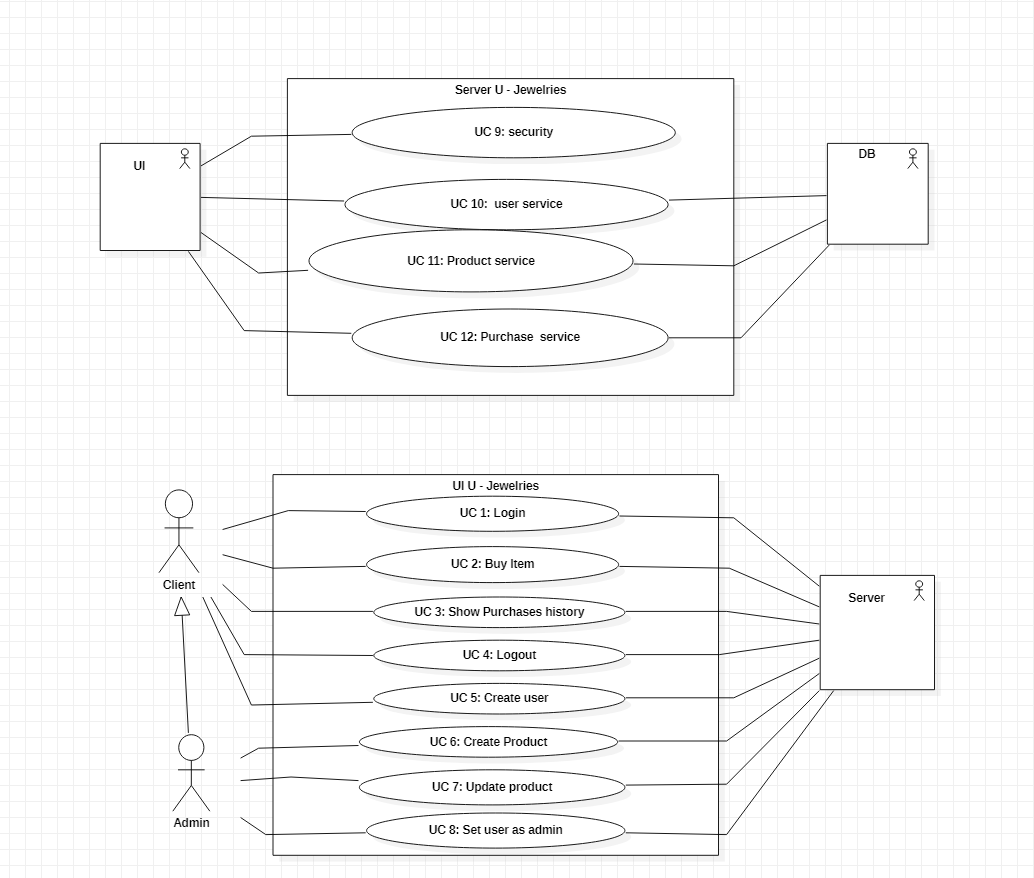 Server U - Jewelries
UC 9: security
UI
DB
UC 10:  user service
UC 11: Product service
UC 12: Purchase  service
UI U - Jewelries
UC 1: Login
UC 2: Buy Item
Client
Server
UC 3: Show Purchases history
UC 4: Logout
UC 5: Create user
UC 6: Create Product
UC 7: Update product
Admin
UC 8: Set user as admin